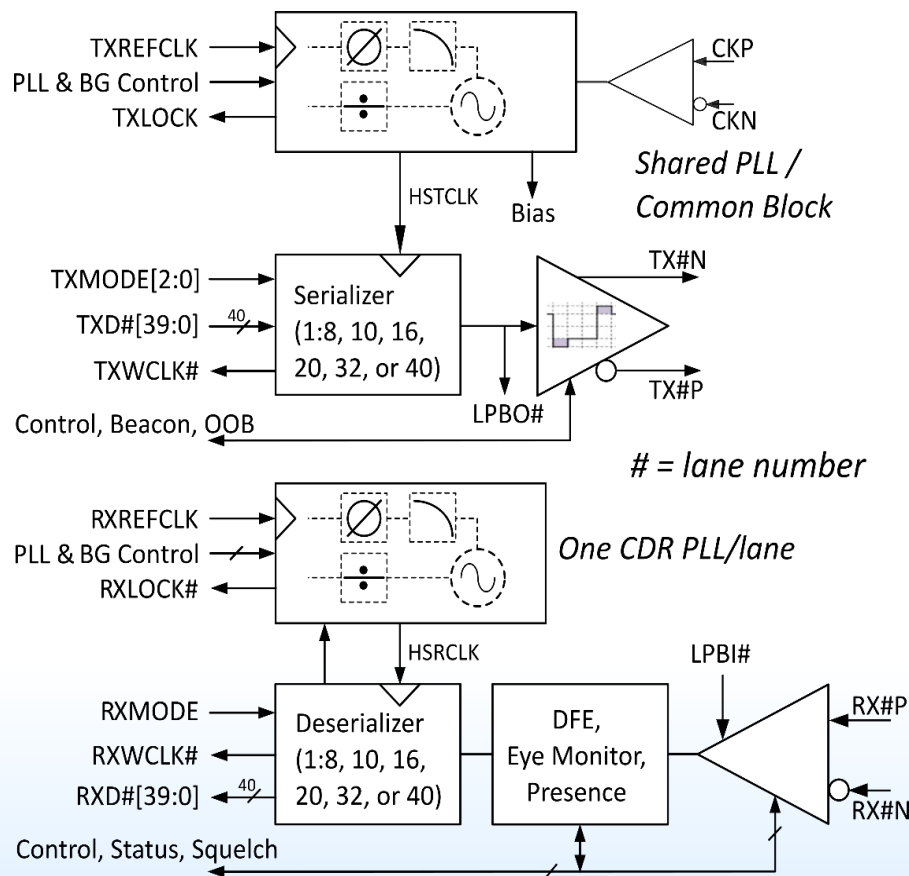 TXREFCLK
PLL & BG Control
TXLOCK
CKP
CKN
Shared PLL /
Common Block
HSTCLK
Bias
TXMODE[2:0]
TXD#[39:0]
40
TXWCLK#
Serializer
(1:8, 10, 16,
20, 32, or 40)
TX#N
TX#P
LPBO#
Control, Beacon, OOB
# = lane number
RXREFCLK
PLL & BG Control
RXLOCK#
One CDR PLL/lane
HSRCLK
LPBI#
RXMODE
RXWCLK#
RXD#[39:0]
40
Deserializer
(1:8, 10, 16,
20, 32, or 40)
DFE,
Eye Monitor,
Presence
RX#P
RX#N
Control, Status, Squelch